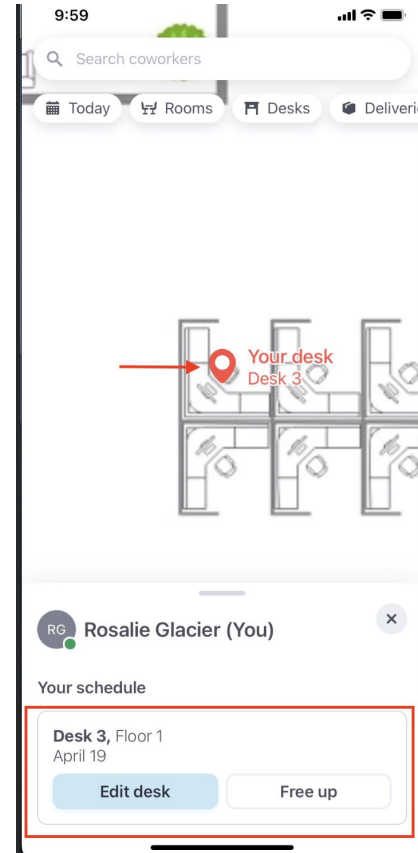 9:59
Search coworkers
Today Rooms Desks Deliveri
Your desk
Desk 3
RG Rosalie Glacier (You)
Your schedule
Desk 3, Floor 1
April 19
Edit desk Free up